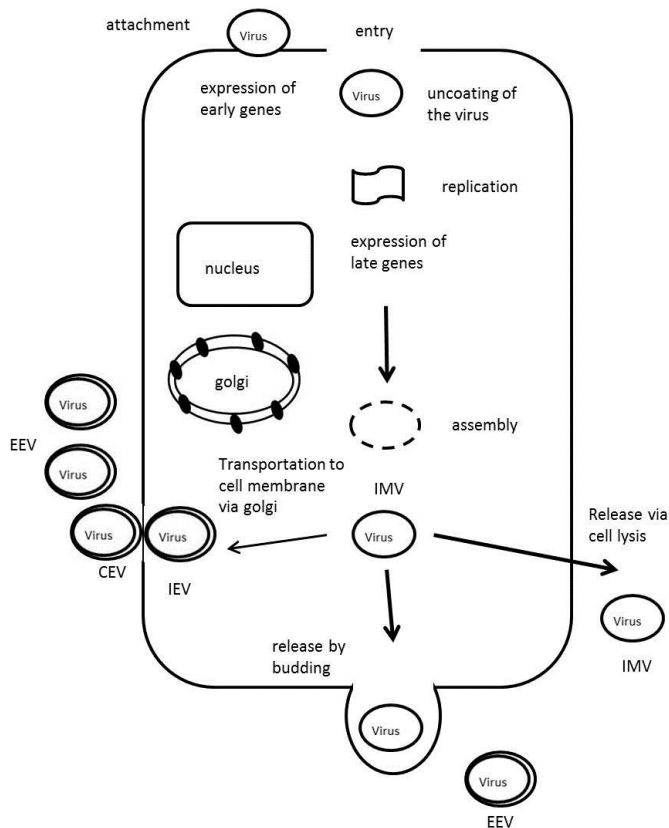 attachment
Virus
entry
expression of
early genes
Virus
uncoating of
the virus
replication
expression of
late genes
nucleus
golgi
Virus
EEV
Virus
assembly
Transportation to
cell membrane
via golgi
IMV
Virus
Virus
Virus
CEV
IEV
Release via
cell lysis
Virus
IMV
release by
budding
Virus
Virus
EEV